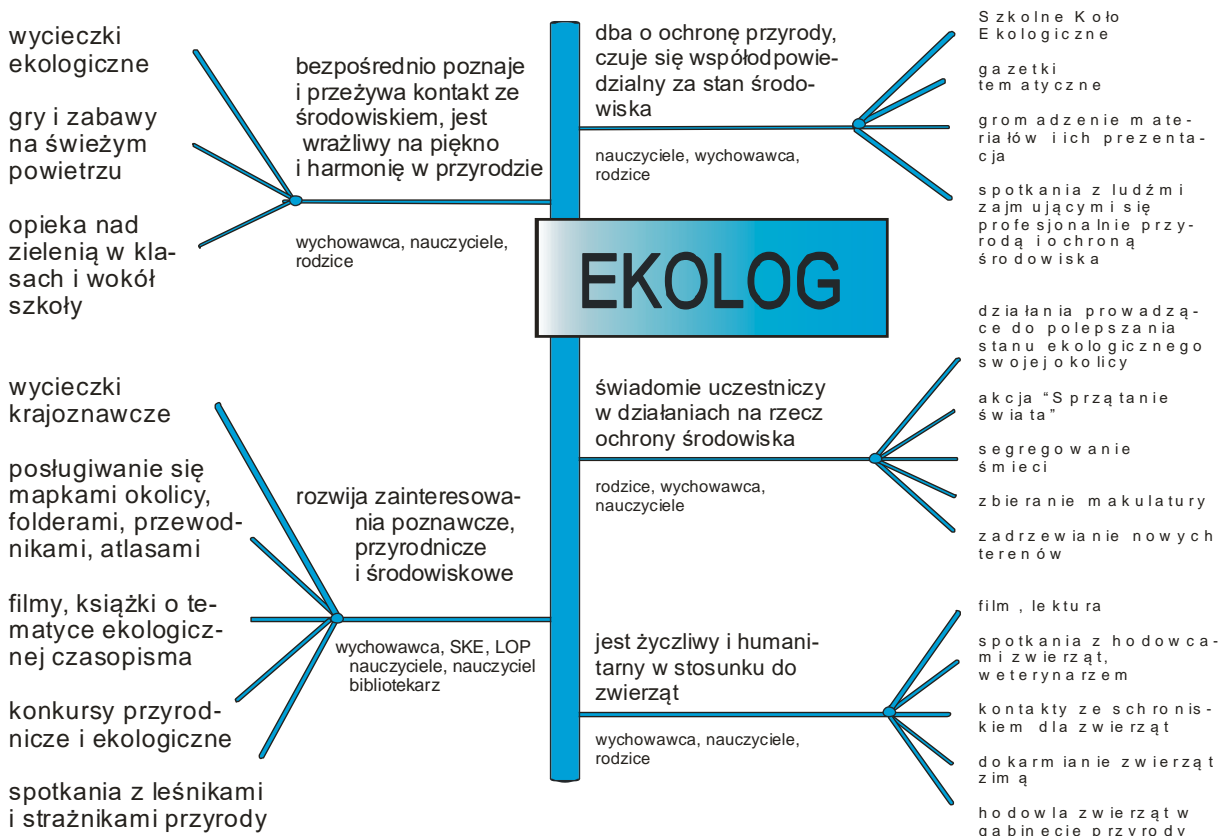 wycieczki
ekologiczne
gry i zabawy
na świeżym
powietrzu
opieka nad
zielenią w kla-
sach i wokół
szkoły
bezpośrednio poznaje
i przeżywa kontakt ze
środowiskiem, jest
wrażliwy na piękno
i harmonię w przyrodzie
wychowawca, nauczyciele,
rodzice
dba o ochronę przyrody,
czuje się współodpowie-
dzialny za stan środo-
wiska
nauczyciele, wychowawca,
rodzice
Szkolne Koło
Ekologiczne
gazetki
tematyczne
gromadzenie mate-
riałów i ich prezenta-
cja
spotkania z ludźmi
zajmującymi się
profesjonalnie przy-
rodą i ochroną
środowiska
EKOLOG
wycieczki
krajoznawcze
posługiwanie się
mapkami okolicy,
folderami, przewod-
nikami, atlasami
filmy, książki o te-
matyce ekologicz-
nej czasopisma
konkursy przyrod-
nicze i ekologiczne
spotkania z leśnikami
i strażnikami przyrody
rozwija zainteresowa-
nia poznawcze,
przyrodnicze
i środowiskowe
wychowawca, SKE, LOP
nauczyciele, nauczyciel
bibliotekarz
świadomie uczestniczy
w działaniach na rzecz
ochrony środowiska
rodzice, wychowawca,
nauczyciele
działania prowadzą-
ce do polepszania
stanu ekologicznego
swojej okolicy
akcja “Sprzątanie
świata”
segregowanie
śmieci
zbieranie makulatury
zadrzewianie nowych
terenów
jest życzliwy i humani-
tarny w stosunku do
zwierząt
wychowawca, nauczyciele,
rodzice
film, lektura
spotkania z hodowca-
mi zwierząt,
weterynarzem
kontakty ze schronis-
kiem dla zwierząt
dokarmianie zwierząt
zimą
hodowla zwierząt w
gabinecie przyrody